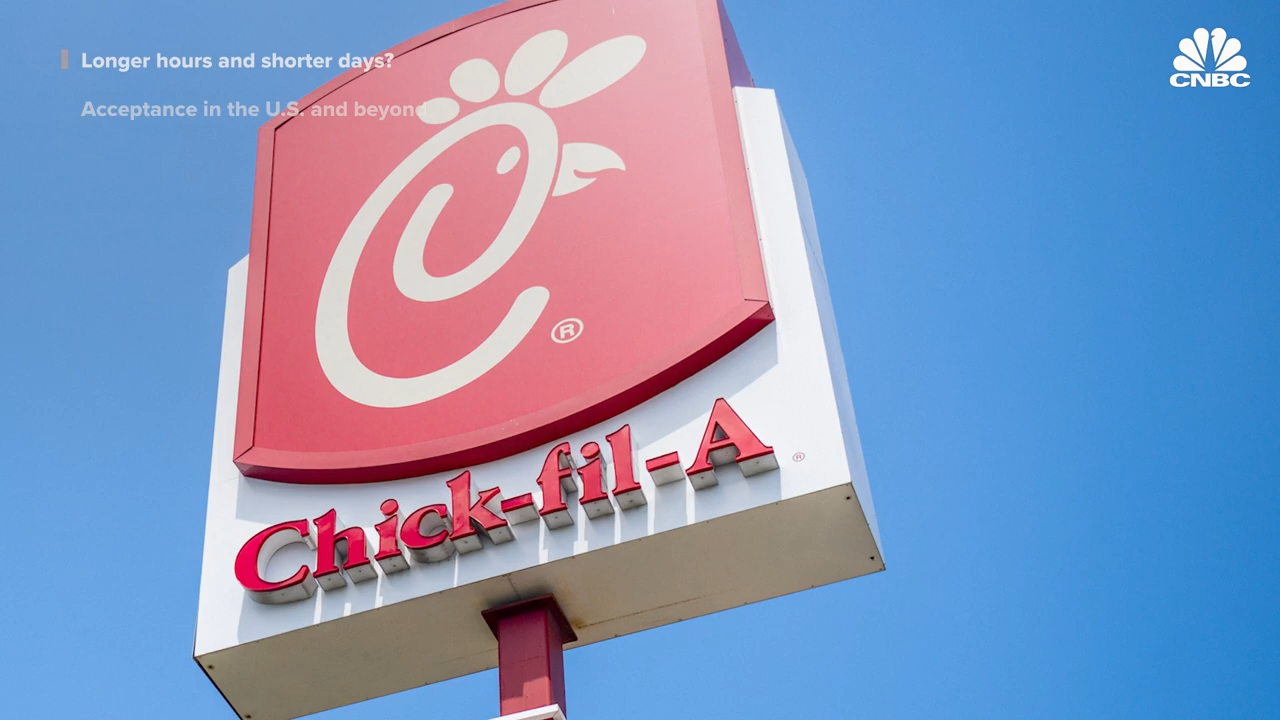 Longer hours and shorter days?
Acceptance in the U.S. and beyond
CNBC
®
Chick-fil-A ®